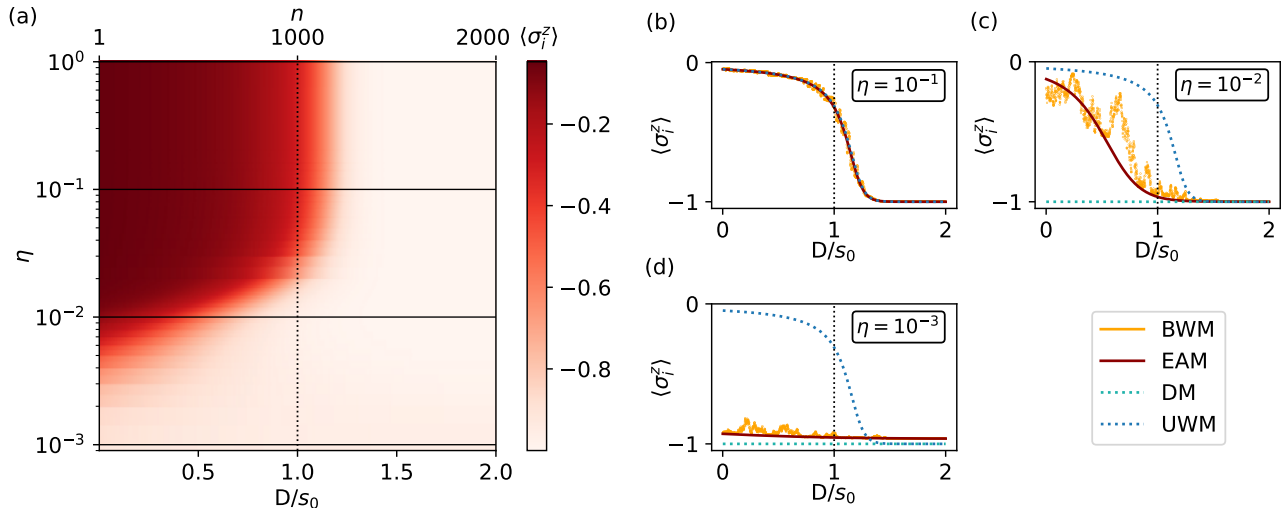 (a)
n
1 1000 2000
⟨σ_i^z⟩
10^0
10^-1
10^-2
10^-3
η
0.5 1.0 1.5 2.0
D/s_0
−0.2
−0.4
−0.6
−0.8
(b)
0
−1
⟨σ_i^z⟩
η = 10^-1
0 1 2
D/s_0
(c)
0
−1
⟨σ_i^z⟩
η = 10^-2
0 1 2
D/s_0
(d)
0
−1
⟨σ_i^z⟩
η = 10^-3
0 1 2
D/s_0
BWM
EAM
DM
UWM